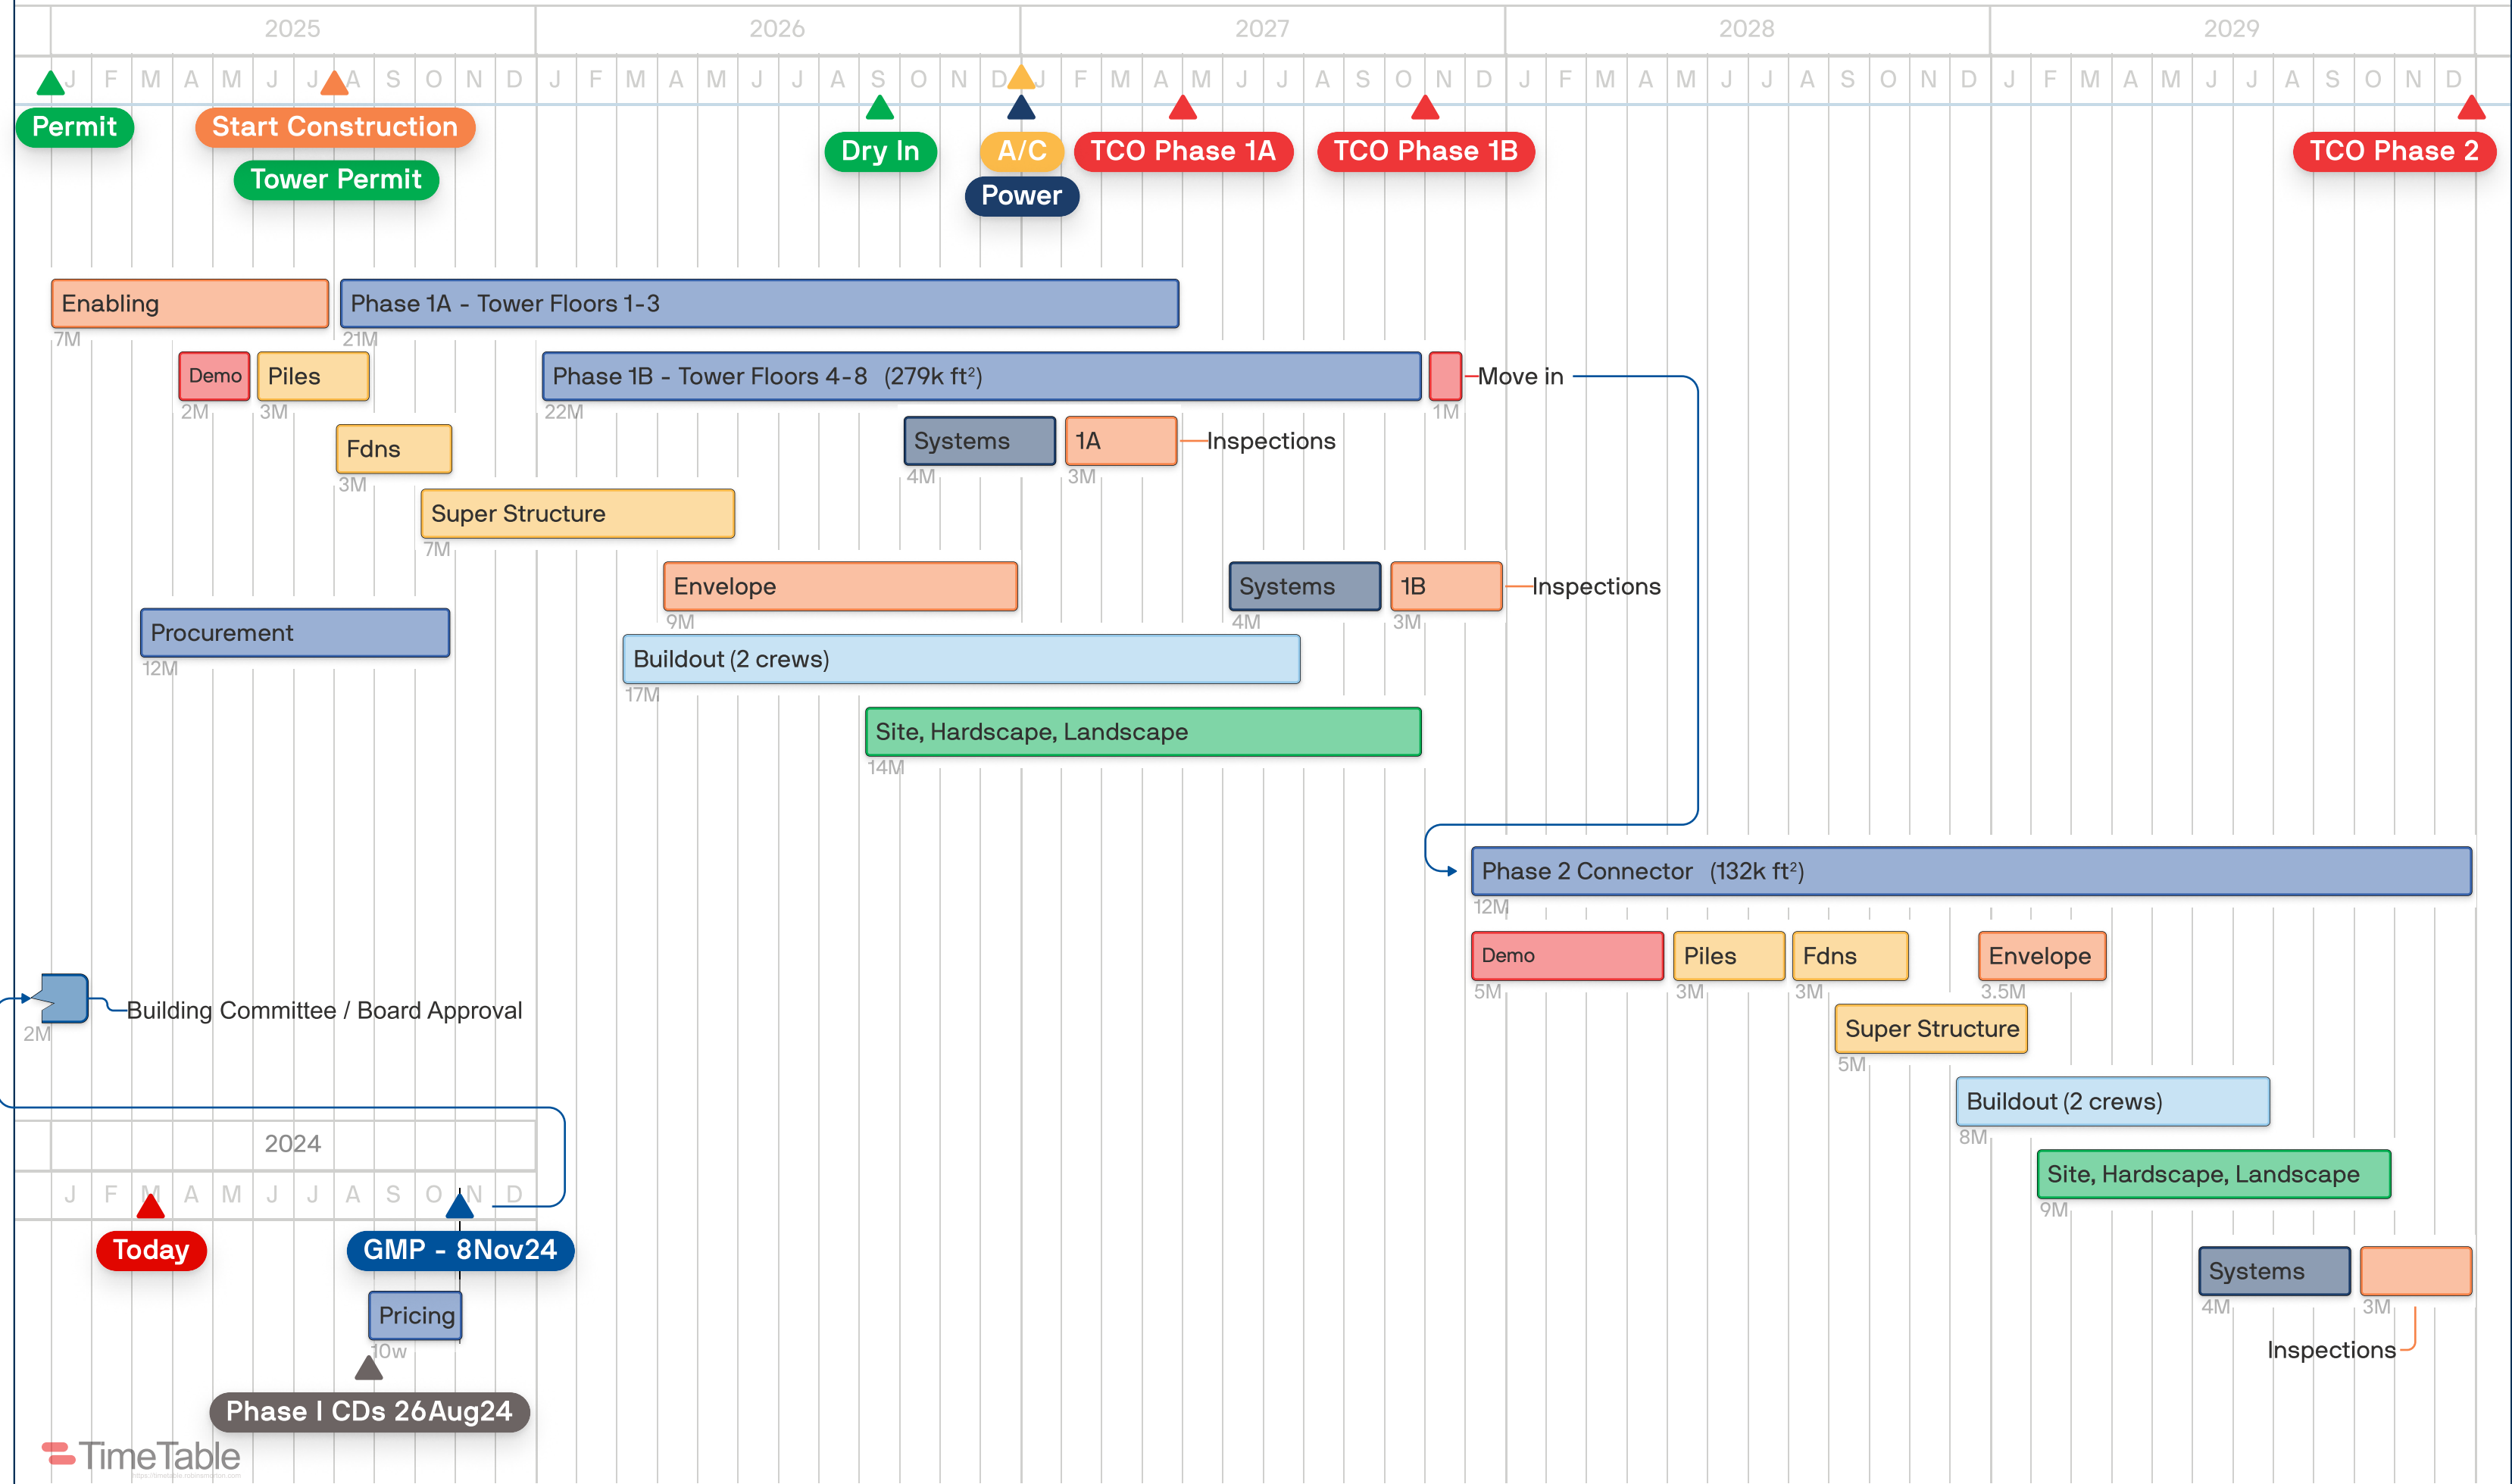 2025 2026 2027 2028 2029
J F M A M J J A S O N D J F M A M J J A S O N D J F M A M J J A S O N D J F M A M J J A S O N D J F M A M J J A S O N D
Permit
Start Construction
Tower Permit
Dry In
A/C
Power
TCO Phase 1A
TCO Phase 1B
TCO Phase 2
Enabling
7M
Phase 1A - Tower Floors 1-3
21M
Demo
2M
Piles
3M
Phase 1B - Tower Floors 4-8 (279k ft²)
22M
Move in
1M
Fdns
3M
Systems
4M
1A
3M
Inspections
Super Structure
7M
Envelope
9M
Systems
4M
1B
3M
Inspections
Procurement
12M
Buildout (2 crews)
17M
Site, Hardscape, Landscape
14M
Phase 2 Connector (132k ft²)
12M
Demo
5M
Piles
3M
Fdns
3M
Envelope
3.5M
Building Committee / Board Approval
2M
Super Structure
5M
Buildout (2 crews)
8M
Site, Hardscape, Landscape
9M
Systems
4M
3M
Inspections
2024
J F M A M J J A S O N D
Today
GMP - 8Nov24
Pricing
10w
Phase I CDs 26Aug24
TimeTable